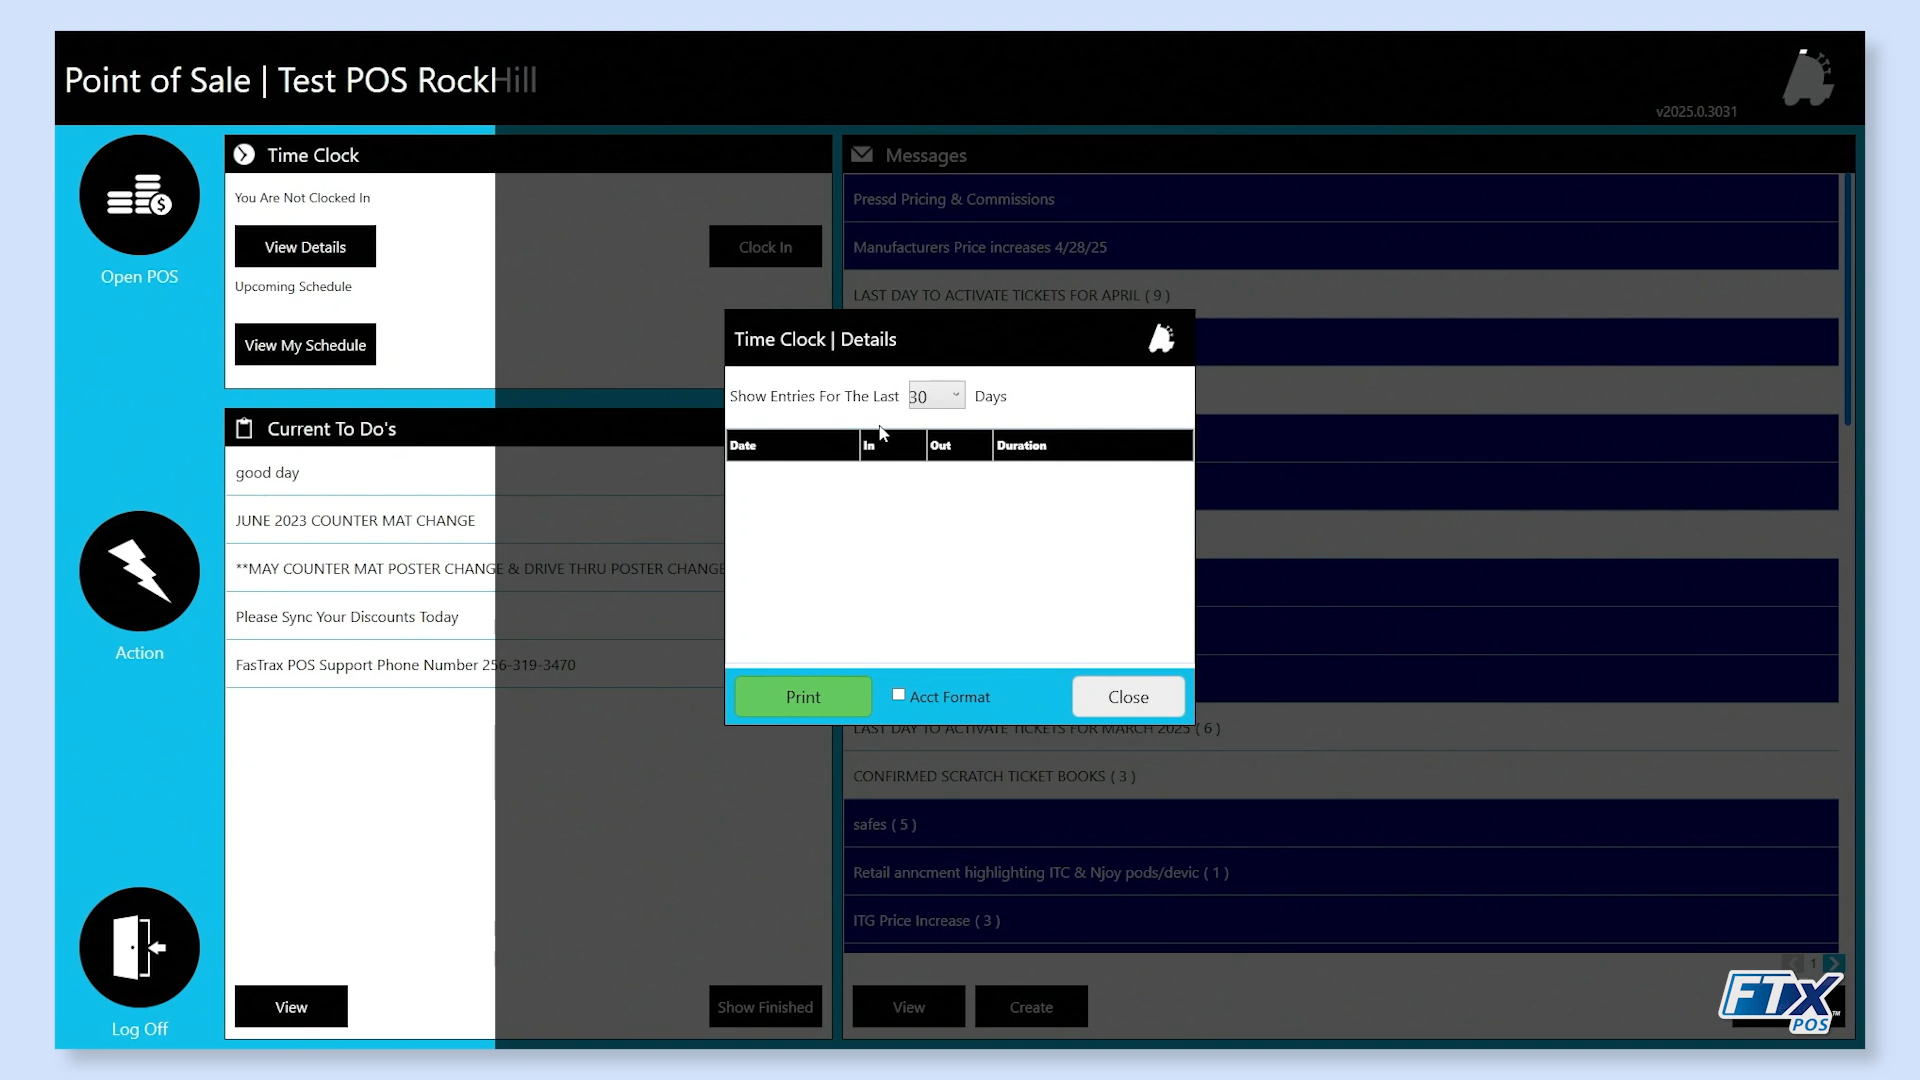 Point of Sale | Test POS RockHill
v2025.0.3031
Open POS
Action
Log Off
Time Clock
You Are Not Clocked In
View Details
Clock In
Upcoming Schedule
View My Schedule
Current To Do's
good day
JUNE 2023 COUNTER MAT CHANGE
**MAY COUNTER MAT POSTER CHANGE & DRIVE THRU POSTER CHANGE
Please Sync Your Discounts Today
FasTrax POS Support Phone Number 256-319-3470
View
Show Finished
Messages
Pressd Pricing & Commissions
Manufacturers Price increases 4/28/25
LAST DAY TO ACTIVATE TICKETS FOR APRIL ( 9 )
Time Clock | Details
Show Entries For The Last 30 Days
Date In Out Duration
Print
Acct Format
Close
LAST DAY TO ACTIVATE TICKETS FOR MARCH 2025 ( 6 )
CONFIRMED SCRATCH TICKET BOOKS ( 3 )
safes ( 5 )
Retail anncment highlighting ITC & Njoy pods/devic ( 1 )
ITG Price Increase ( 3 )
1
View
Create
FTX
POS
TM